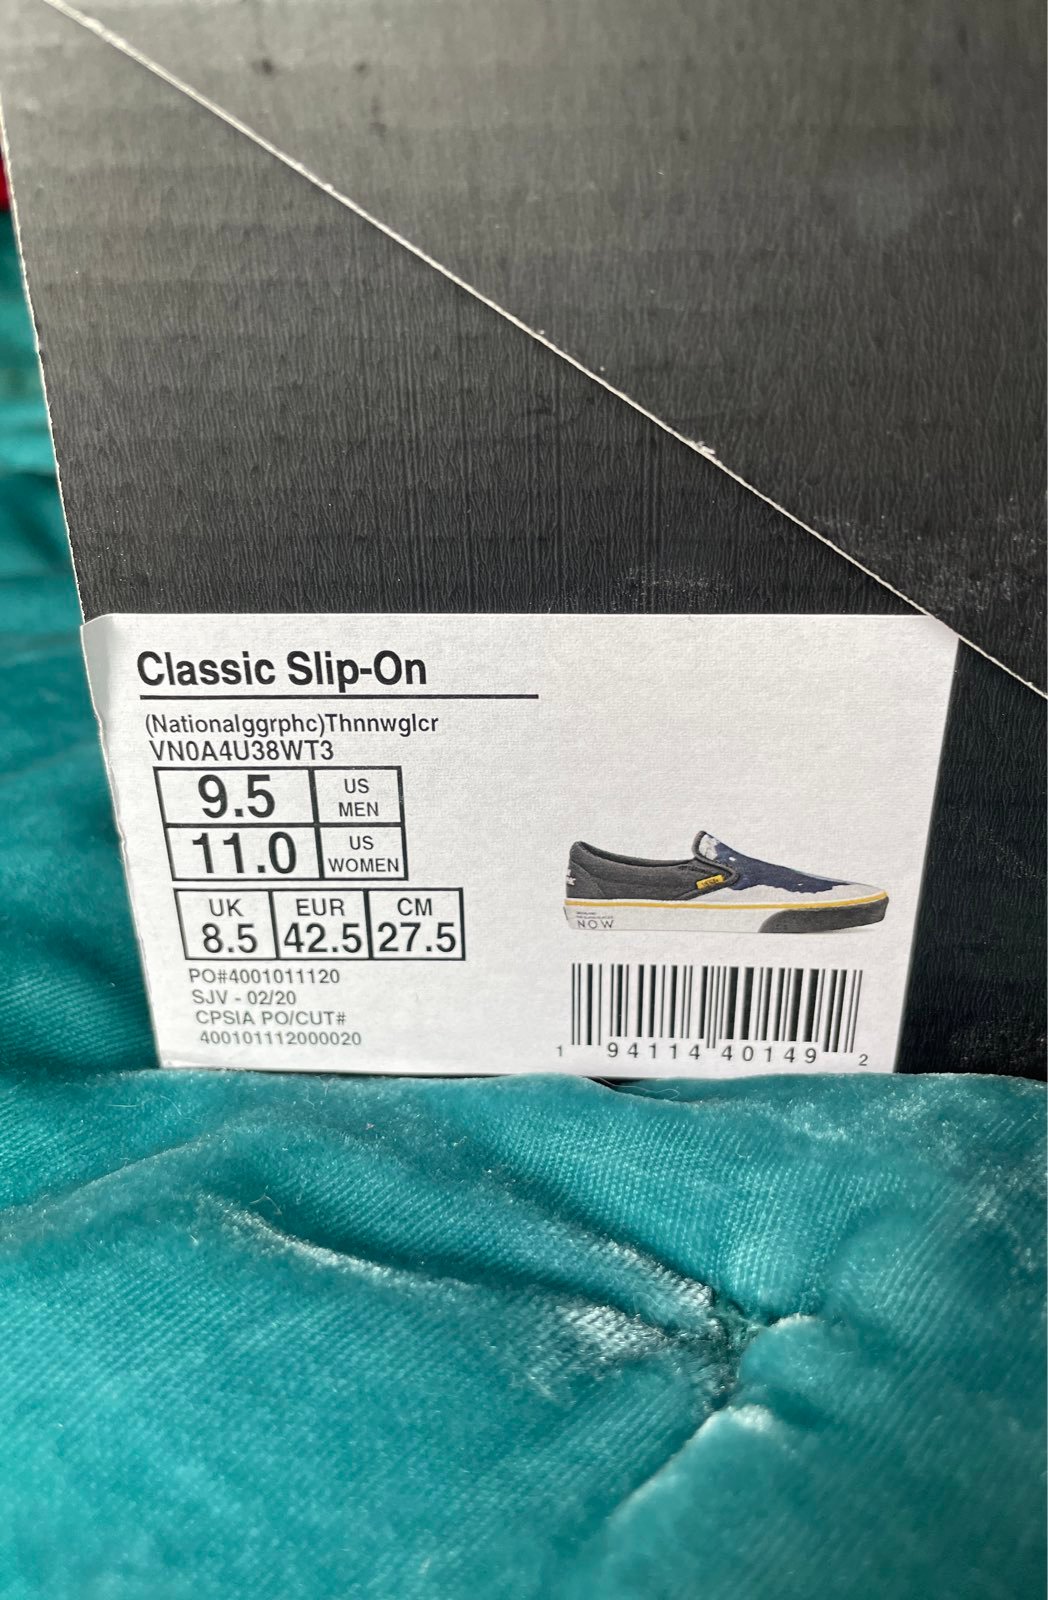 Classic Slip-On
(Nationalggrphc)Thnnwglcr
VN0A4U38WT3
9.5 US MEN
11.0 US WOMEN
UK EUR CM
8.5 42.5 27.5
PO#4001011120
SJV - 02/20
CPSIA PO/CUT#
400101112000020
NOW
1 94114 40149 2